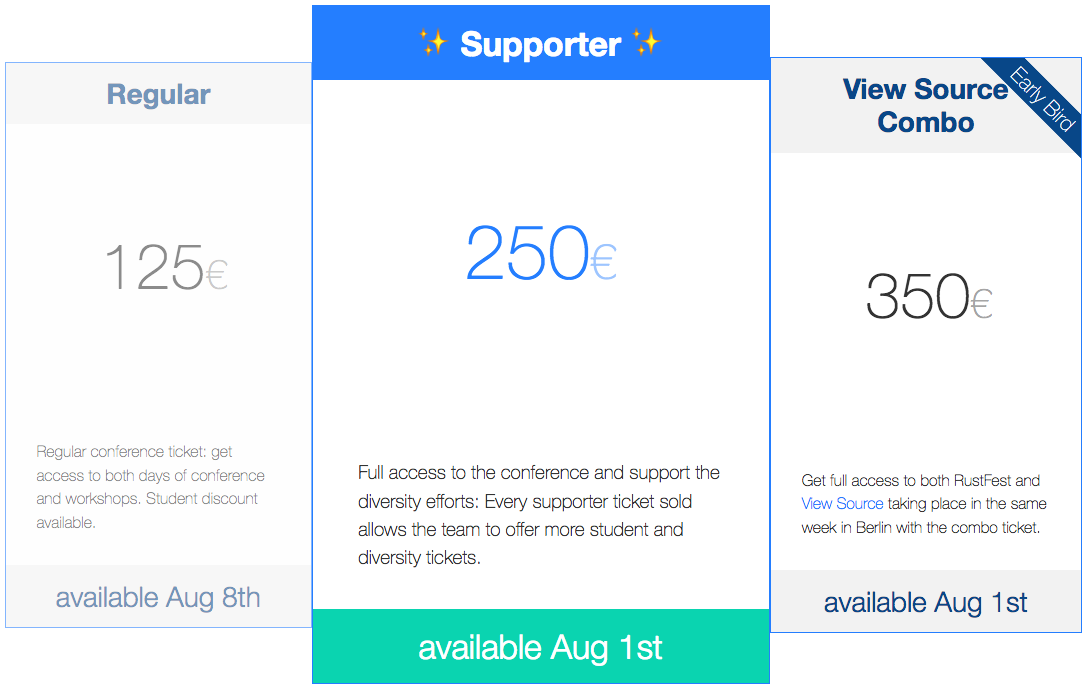 Regular
125€
Regular conference ticket: get
access to both days of conference
and workshops. Student discount
available.
available Aug 8th
✨ Supporter ✨
250€
Full access to the conference and support the
diversity efforts: Every supporter ticket sold
allows the team to offer more student and
diversity tickets.
available Aug 1st
View Source
Combo
Early Bird
350€
Get full access to both RustFest and
View Source taking place in the same
week in Berlin with the combo ticket.
available Aug 1st